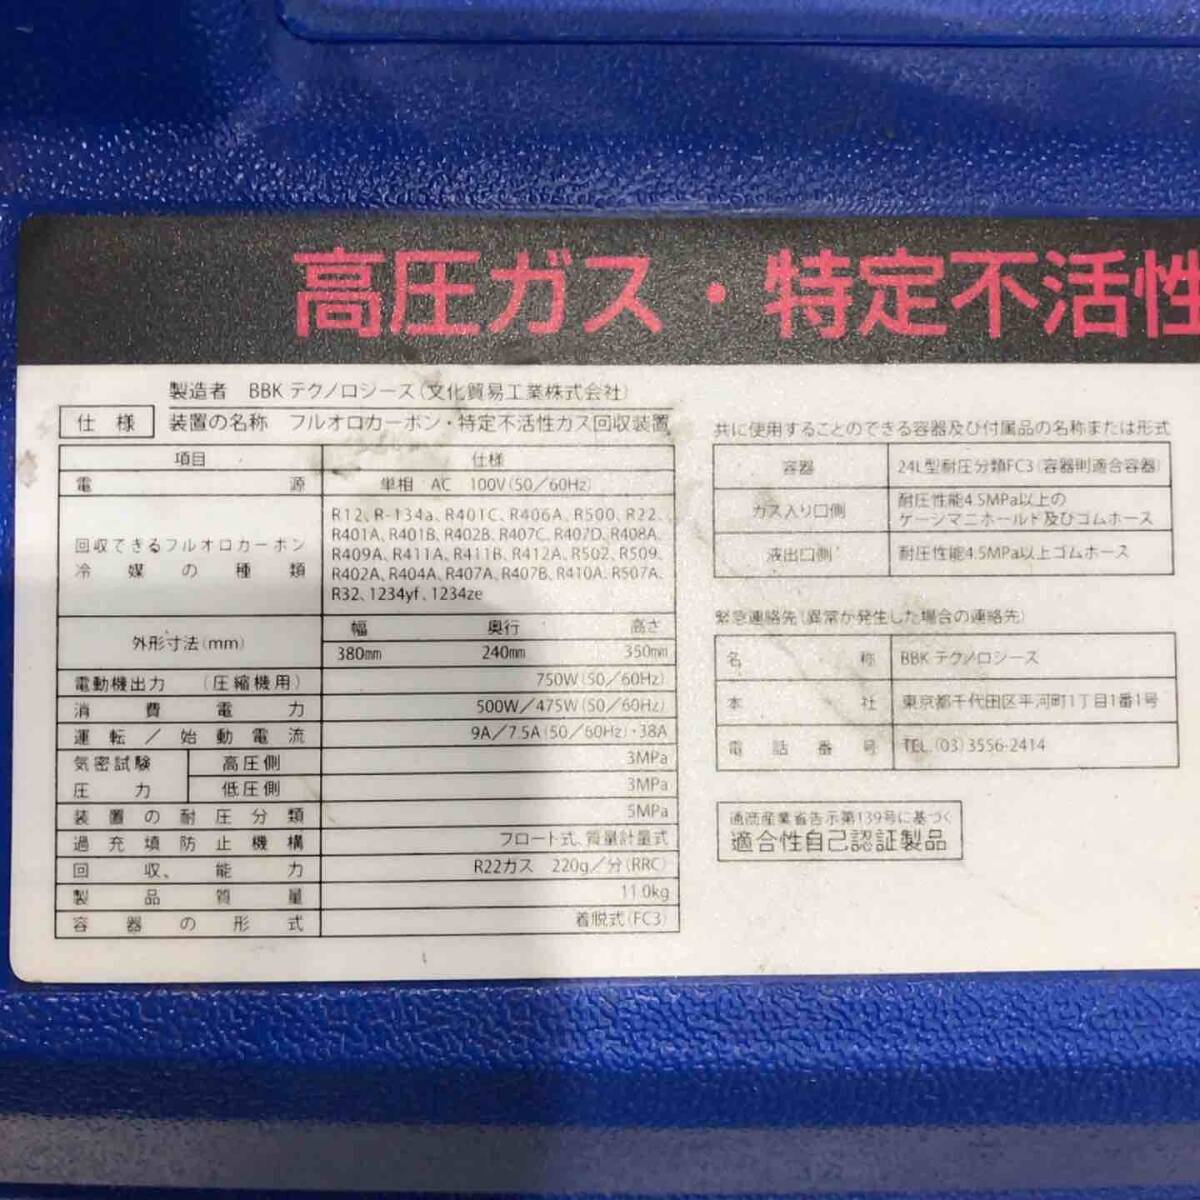 高圧ガス・特定不活性
製造者 BBK テクノロジーズ(文化貿易工業株式会社)
仕様 装置の名称 フルオロカーボン・特定不活性ガス回収装置
項目 仕様
電源 単相 AC 100V(50/60Hz)
回収できるフルオロカーボン
冷媒の種類
R12、R-134a、R401C、R406A、R500、R22、
R401A、R401B、R402B、R407C、R407D、R408A、
R409A、R411A、R411B、R412A、R502、R509、
R402A、R404A、R407A、R407B、R410A、R507A、
R32、1234yf、1234ze
外形寸法(mm) 幅 奥行 高さ
380mm 240mm 350mm
電動機出力 (圧縮機用) 750W(50/60Hz)
消費電力 500W/475W(50/60Hz)
運転/始動電流 9A/7.5A(50/60Hz)・38A
気密試験圧力 高圧側 3MPa
低圧側 3MPa
装置の耐圧分類 5MPa
過充填防止機構 フロート式、質量計量式
回収、能力 R22ガス 220g/分(RRC)
製品質量 11.0kg
容器の形式 着脱式(FC3)
共に使用することのできる容器及び付属品の名称または形式
容器 24L型耐圧分類FC3(容器則適合容器)
ガス入り口側 耐圧性能4.5MPa以上の
ゲージマニホールド及びゴムホース
液出口側 耐圧性能4.5MPa以上ゴムホース
緊急連絡先(異常が発生した場合の連絡先)
名称 BBK テクノロジーズ
本社 東京都千代田区平河町1丁目1番1号
電話番号 TEL (03)3556-2414
通商産業省告示第139号に基づく
適合性自己認証製品